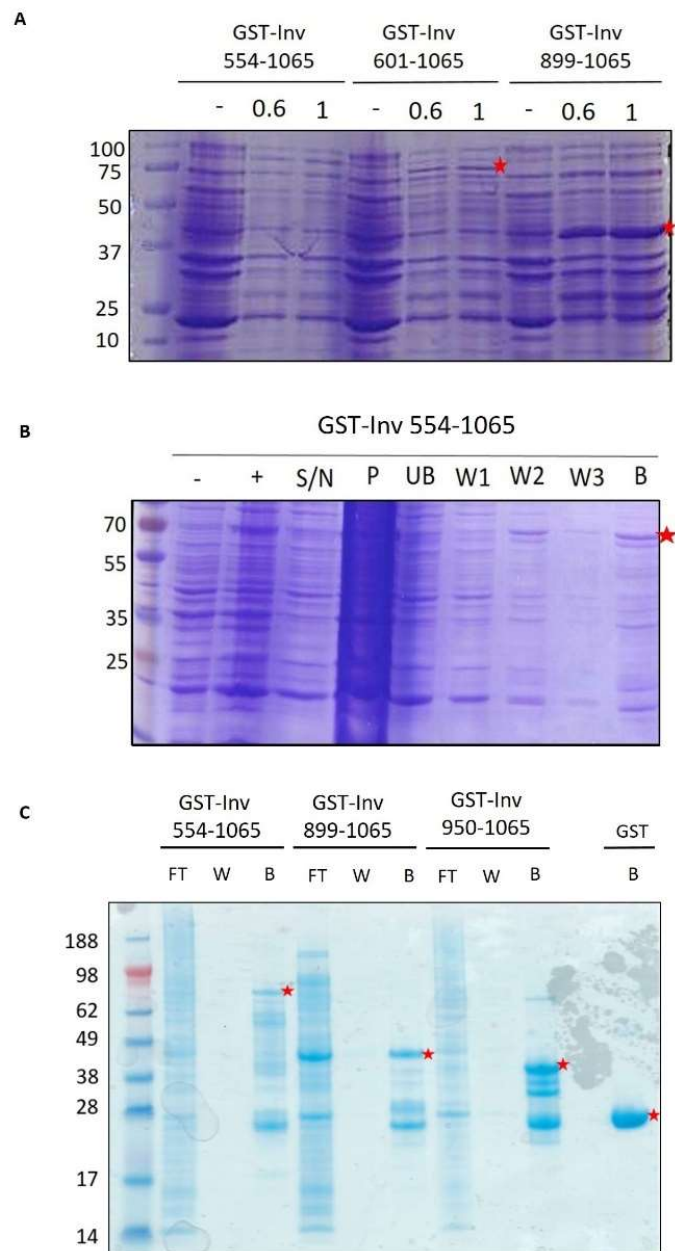 A
GST-Inv GST-Inv GST-Inv
554-1065 601-1065 899-1065
- 0.6 1 - 0.6 1 - 0.6 1
100
75
50
37
25
10
B
GST-Inv 554-1065
- + S/N P UB W1 W2 W3 B
70
55
35
25
C
GST-Inv GST-Inv GST-Inv
554-1065 899-1065 950-1065 GST
FT W B FT W B FT W B B
188
98
62
49
38
28
17
14